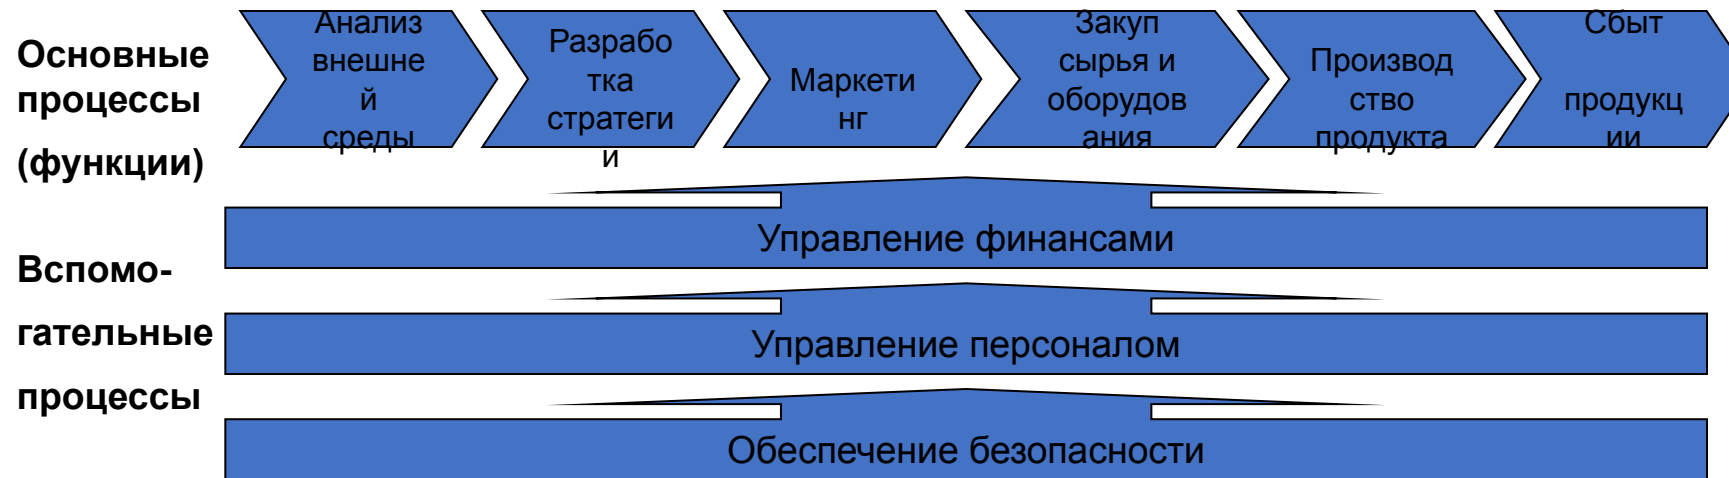 Основные
процессы
(функции)
Анализ
внешне
й
среды
Разрабо
тка
стратеги
и
Маркети
нг
Закуп
сырья и
оборудов
ания
Производ
ство
продукта
Сбыт
продукц
ии
Вспомо-
гательные
процессы
Управление финансами
Управление персоналом
Обеспечение безопасности